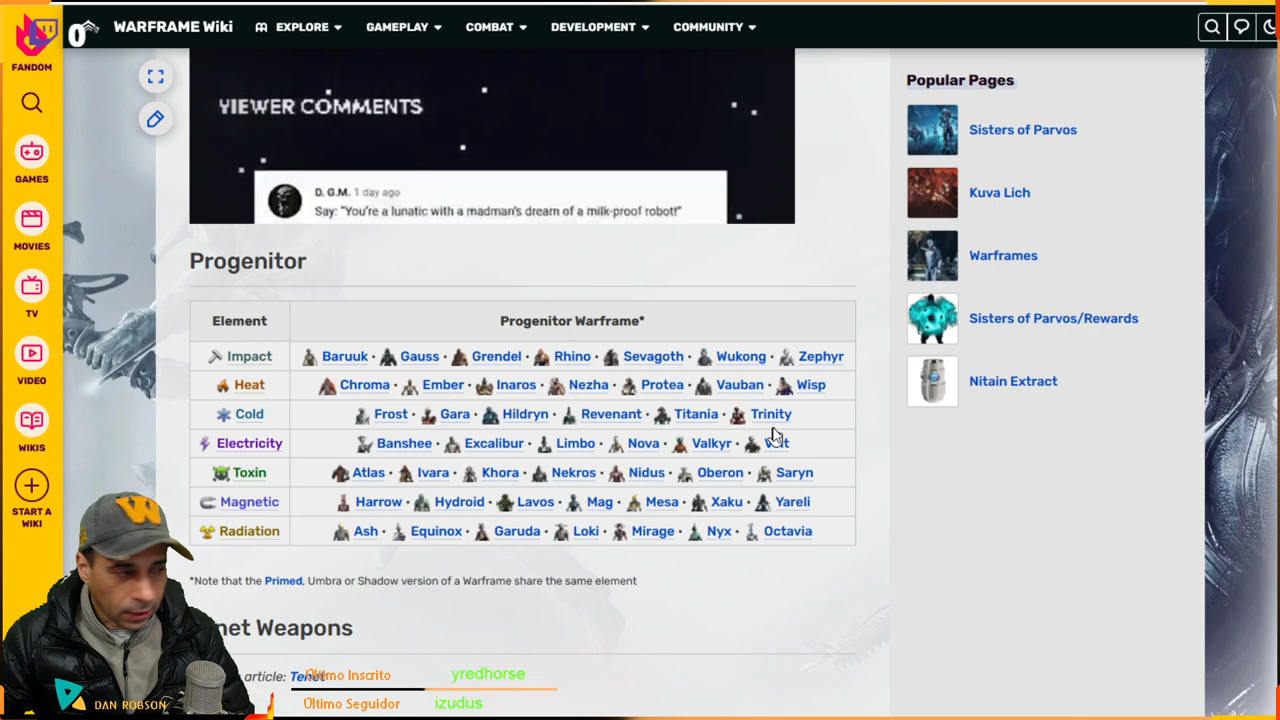 FANDOM
GAMES
MOVIES
TV
VIDEO
WIKIS
START A
WIKI
0
WARFRAME Wiki
EXPLORE
GAMEPLAY
COMBAT
DEVELOPMENT
COMMUNITY
VIEWER COMMENTS
D. G.M. 1 day ago
Say: "You're a lunatic with a madman's dream of a milk-proof robot!"
Progenitor
Element Progenitor Warframe*
Impact Baruuk • Gauss • Grendel • Rhino • Sevagoth • Wukong • Zephyr
Heat Chroma • Ember • Inaros • Nezha • Protea • Vauban • Wisp
Cold Frost • Gara • Hildryn • Revenant • Titania • Trinity
Electricity Banshee • Excalibur • Limbo • Nova • Valkyr •
Toxin Atlas • Ivara • Khora • Nekros • Nidus • Oberon • Saryn
Magnetic Harrow • Hydroid • Lavos • Mag • Mesa • Xaku • Yareli
Radiation Ash • Equinox • Garuda • Loki • Mirage • Nyx • Octavia
*Note that the Primed, Umbra or Shadow version of a Warframe share the same element
net Weapons
article: Tenet
Último Inscrito yredhorse
Último Seguidor izudus
DAN ROBSON
Popular Pages
Sisters of Parvos
Kuva Lich
Warframes
Sisters of Parvos/Rewards
Nitain Extract